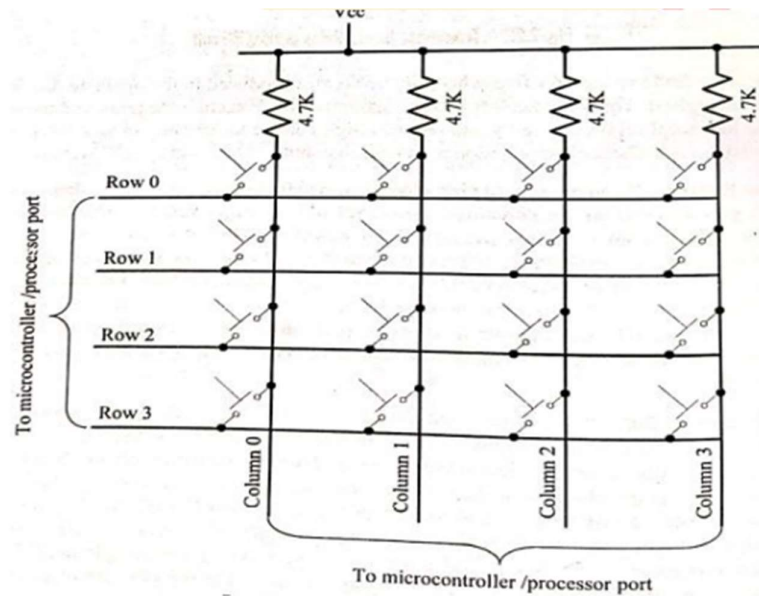 Vcc
4.7K
4.7K
4.7K
4.7K
Row 0
Row 1
Row 2
Row 3
To microcontroller /processor port
Column 0
Column 1
Column 2
Column 3
To microcontroller /processor port